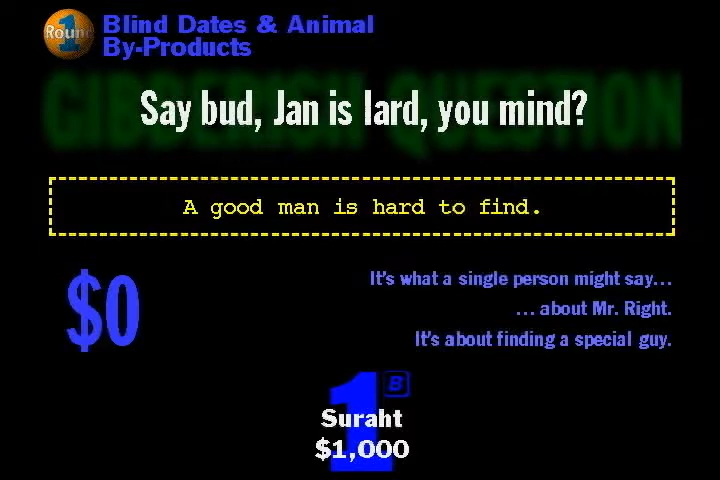 Round 1
Blind Dates & Animal
By-Products
GIBBERISH QUESTION
Say bud, Jan is lard, you mind?
A good man is hard to find.
$0
It's what a single person might say...
... about Mr. Right.
It's about finding a special guy.
1 B
Suraht
$1,000